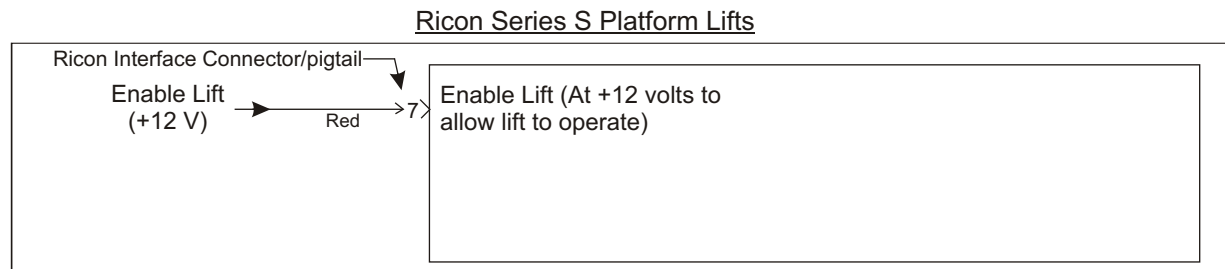 Ricon Series S Platform Lifts
Ricon Interface Connector/pigtail
Enable Lift
(+12 V)
Red
7
Enable Lift (At +12 volts to
allow lift to operate)